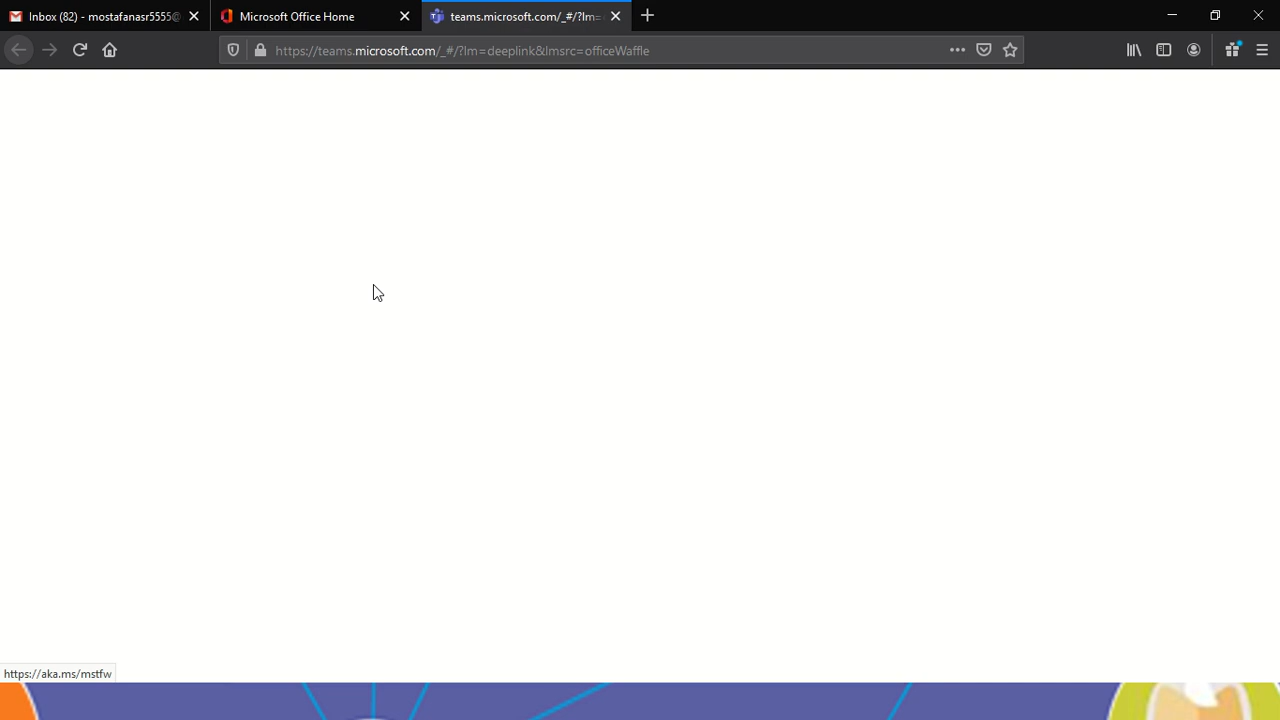 Inbox (82) - mostafanasr5555@
Microsoft Office Home
teams.microsoft.com/_#/?lm=
https://teams.microsoft.com/_#/?lm=deeplink&lmsrc=officeWaffle
https://aka.ms/mstfw